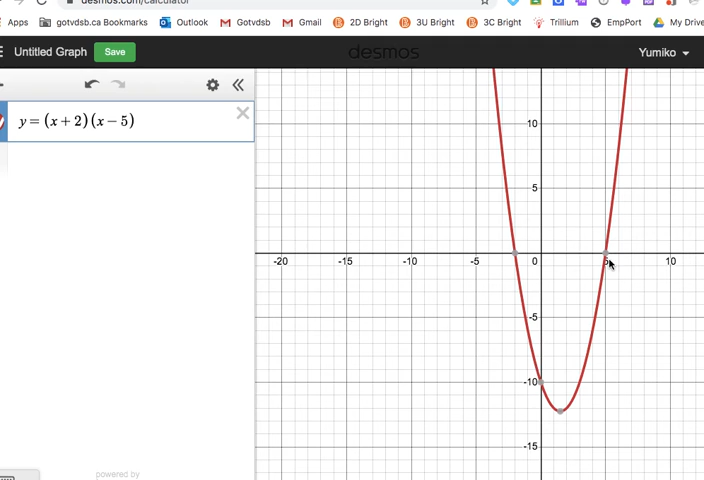 desmos.com/calculator
Apps gotvdsb.ca Bookmarks Outlook Gotvdsb Gmail 2D Bright 3U Bright 3C Bright Trillium EmpPort My Drive
Untitled Graph Save desmos Yumiko
y = (x + 2)(x − 5)
10
5
-20 -15 -10 -5 0 5 10
-5
-10
-15
powered by